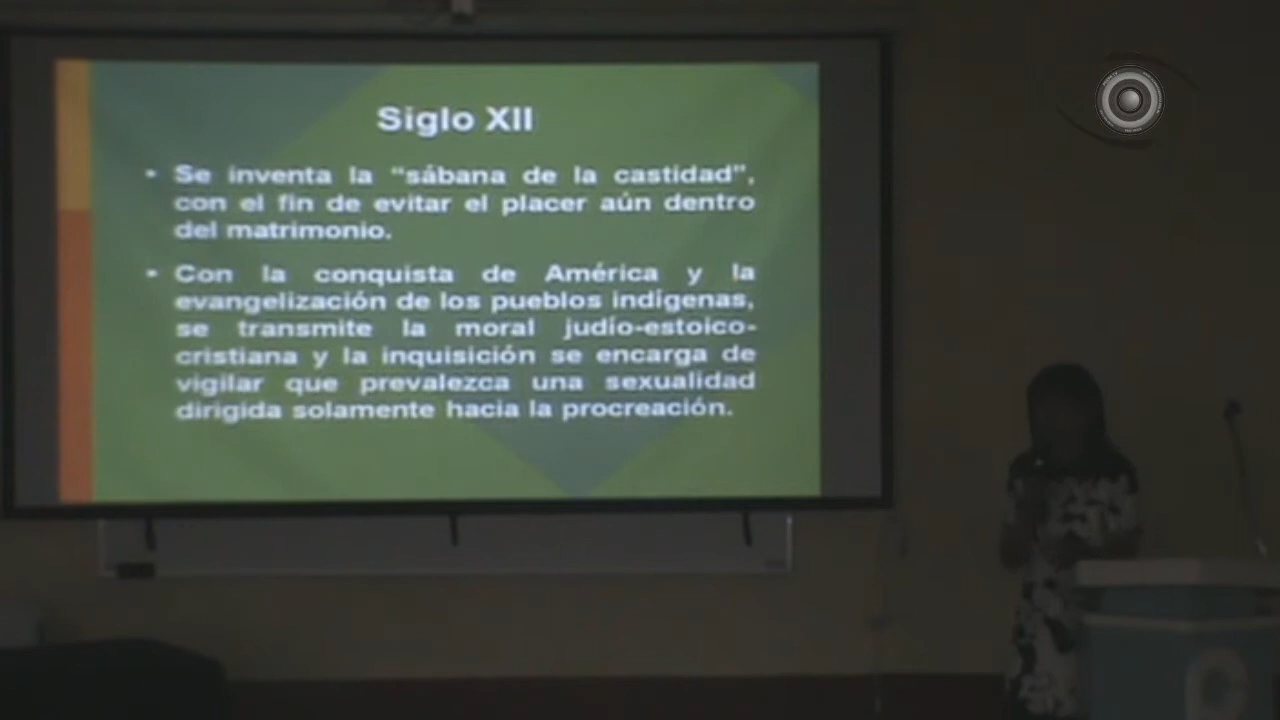 Siglo XII
• Se inventa la “sábana de la castidad”,
con el fin de evitar el placer aún dentro
del matrimonio.
• Con la conquista de América y la
evangelización de los pueblos indígenas,
se transmite la moral judío-estoico-
cristiana y la inquisición se encarga de
vigilar que prevalezca una sexualidad
dirigida solamente hacia la procreación.